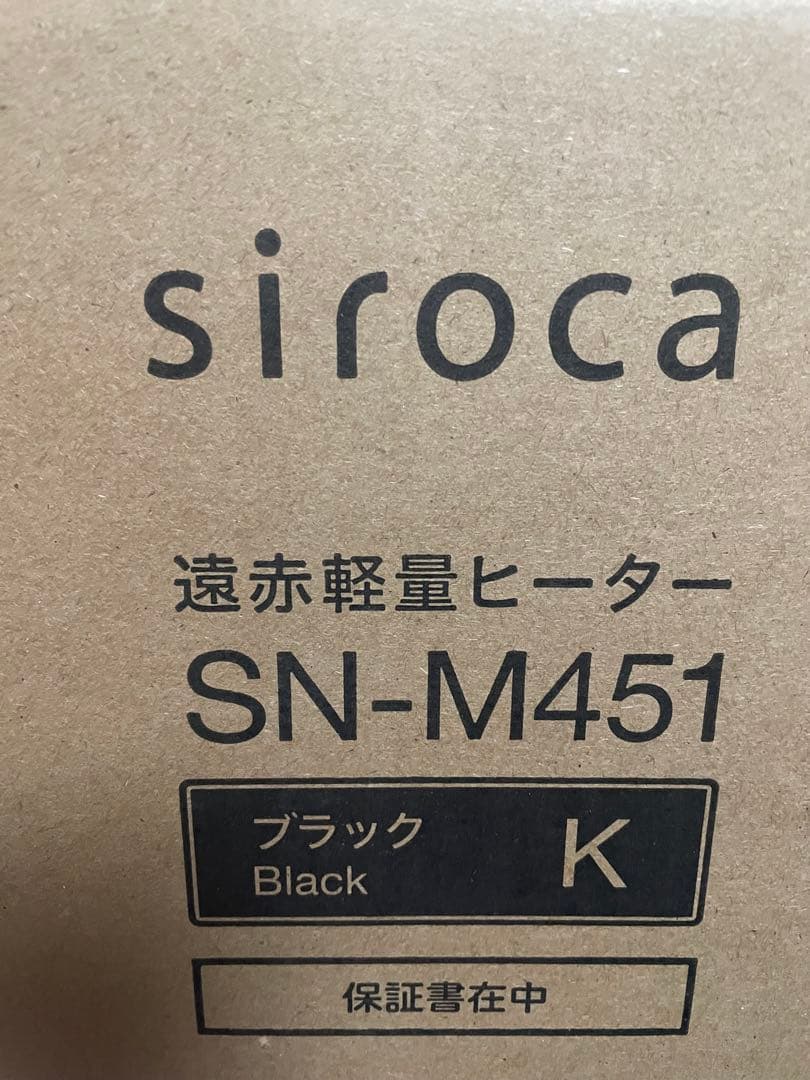 siroca
遠赤軽量ヒーター
SN-M451
ブラック
Black
K
保証書在中